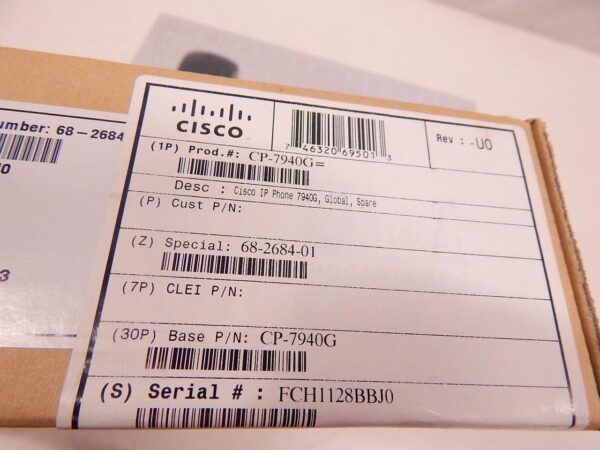 umber: 68-2684
0
3
CISCO
7 46320 69501 3
Rev : -U0
(1P) Prod.#: CP-7940G=
Desc : Cisco IP Phone 7940G, Global, Spare
(P) Cust P/N:
(Z) Special: 68-2684-01
(7P) CLEI P/N:
(30P) Base P/N: CP-7940G
(S) Serial # : FCH1128BBJ0